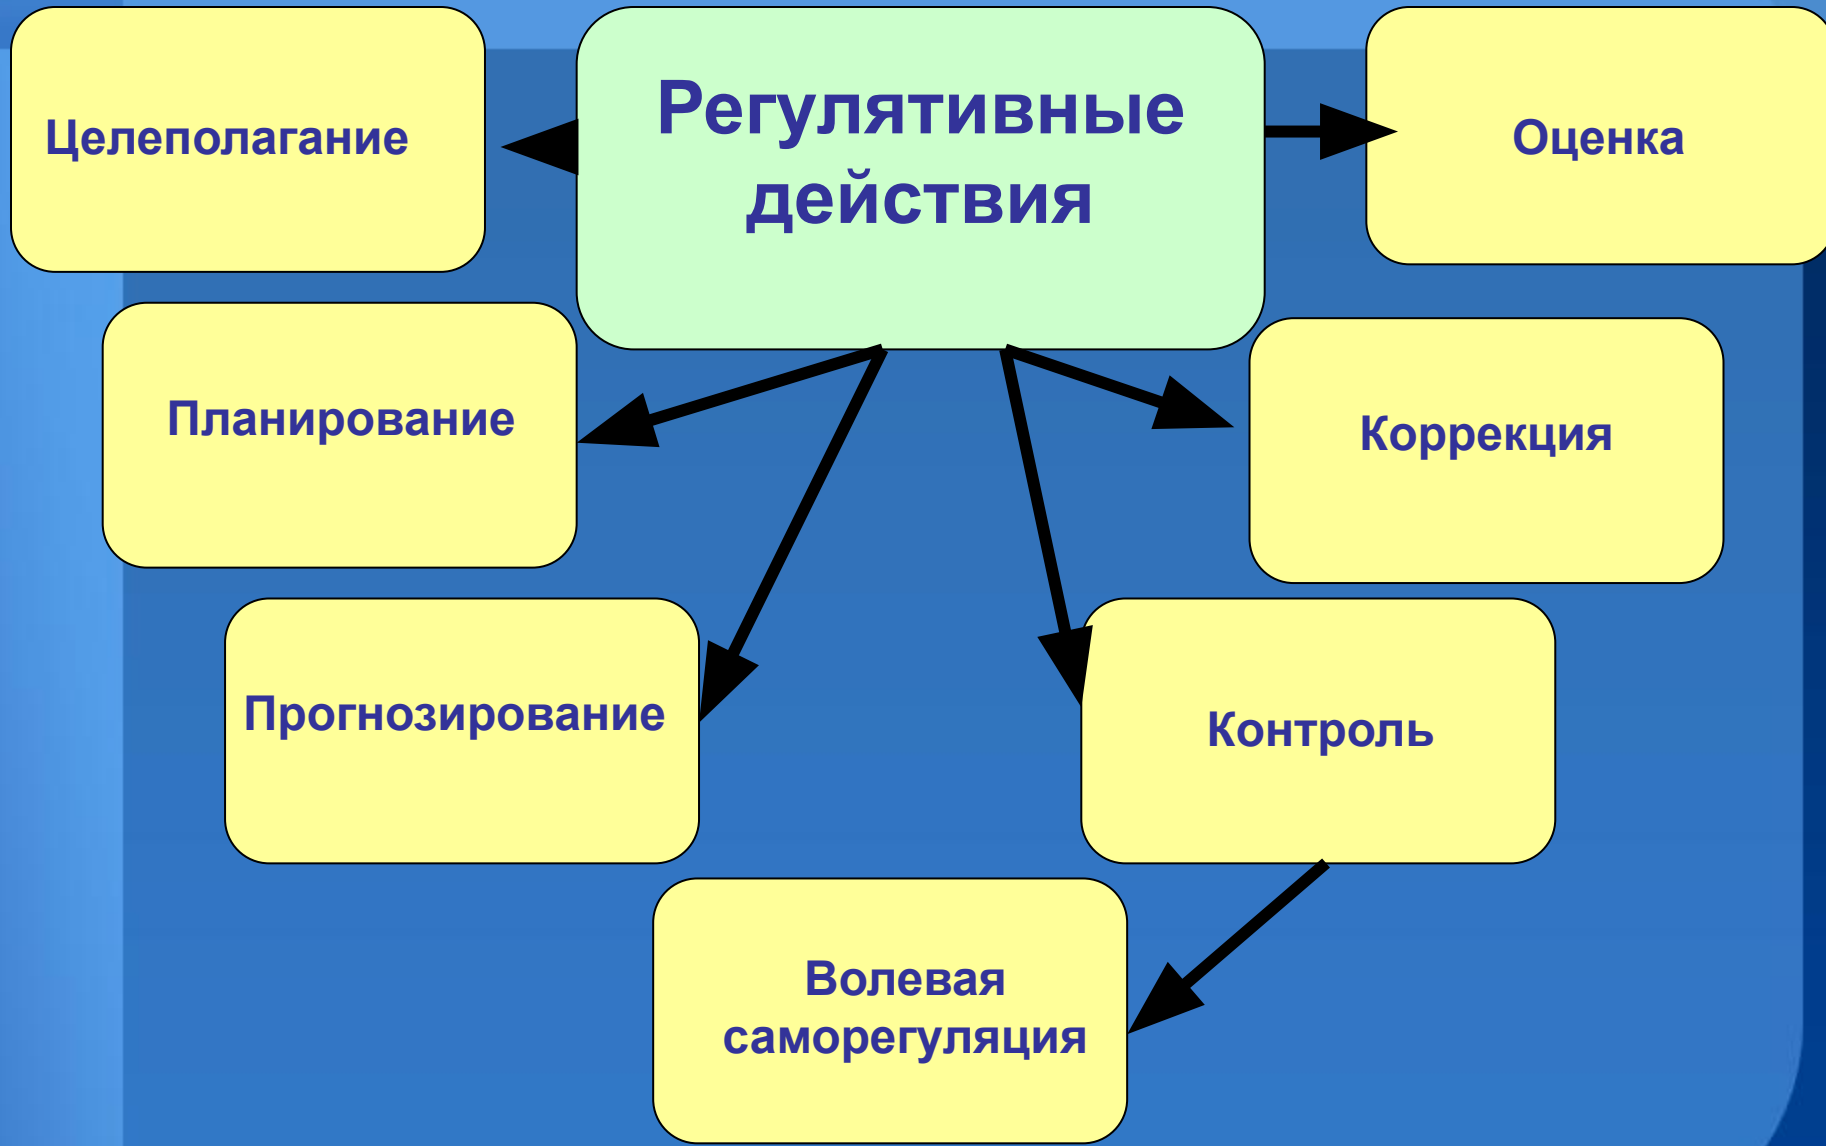 Регулятивные
действия
Целеполагание
Оценка
Планирование
Коррекция
Прогнозирование
Контроль
Волевая
саморегуляция